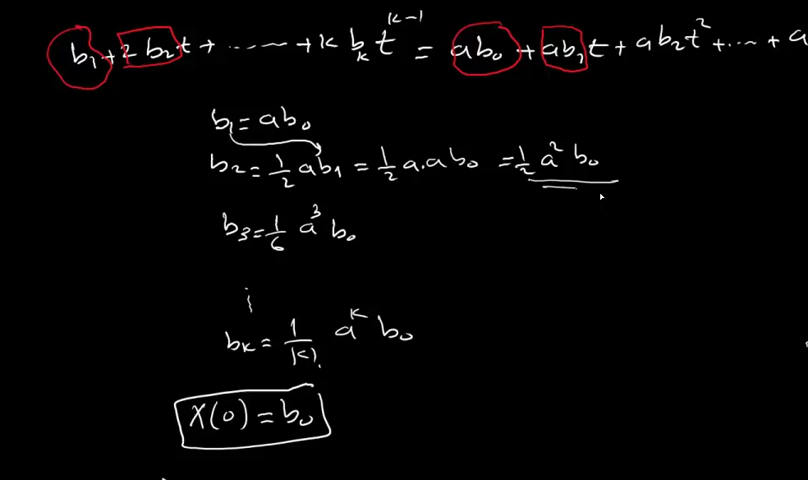 b₁ + 2b₂t + ...... + k bₖ t^(k-1) = ab₀ + ab₁t + ab₂t² + ... + a
b₁ = ab₀
b₂ = 1/2 ab₁ = 1/2 a.ab₀ = 1/2 a² b₀
b₃ = 1/6 a³ b₀
⋮
bₖ = 1/k! aᵏ b₀
X(0) = b₀